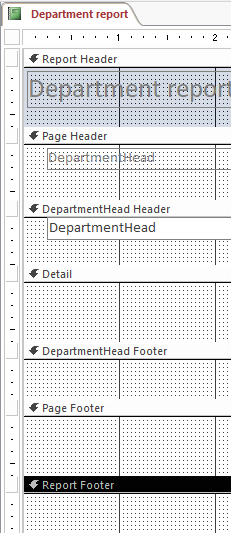 Department report
1 2
Report Header
Department report
Page Header
DepartmentHead
DepartmentHead Header
DepartmentHead
Detail
DepartmentHead Footer
Page Footer
Report Footer